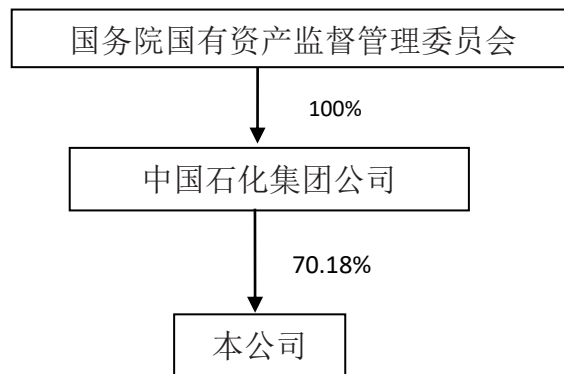 国务院国有资产监督管理委员会
100%
中国石化集团公司
70.18%
本公司